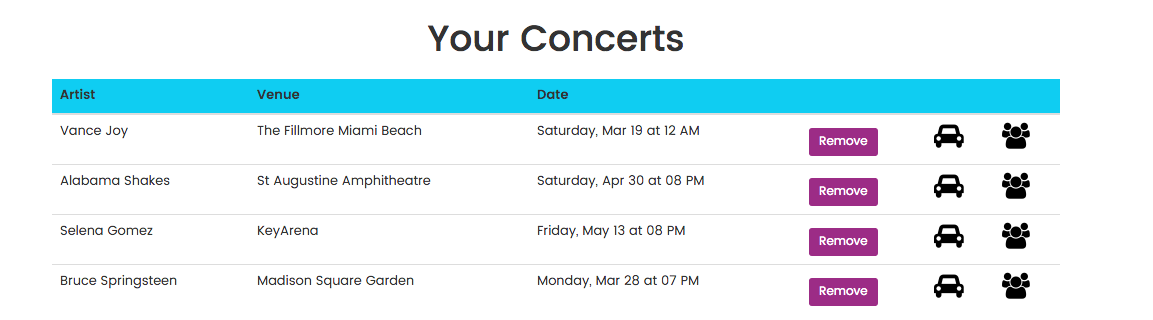 Your Concerts
Artist Venue Date
Vance Joy The Fillmore Miami Beach Saturday, Mar 19 at 12 AM Remove
Alabama Shakes St Augustine Amphitheatre Saturday, Apr 30 at 08 PM Remove
Selena Gomez KeyArena Friday, May 13 at 08 PM Remove
Bruce Springsteen Madison Square Garden Monday, Mar 28 at 07 PM Remove